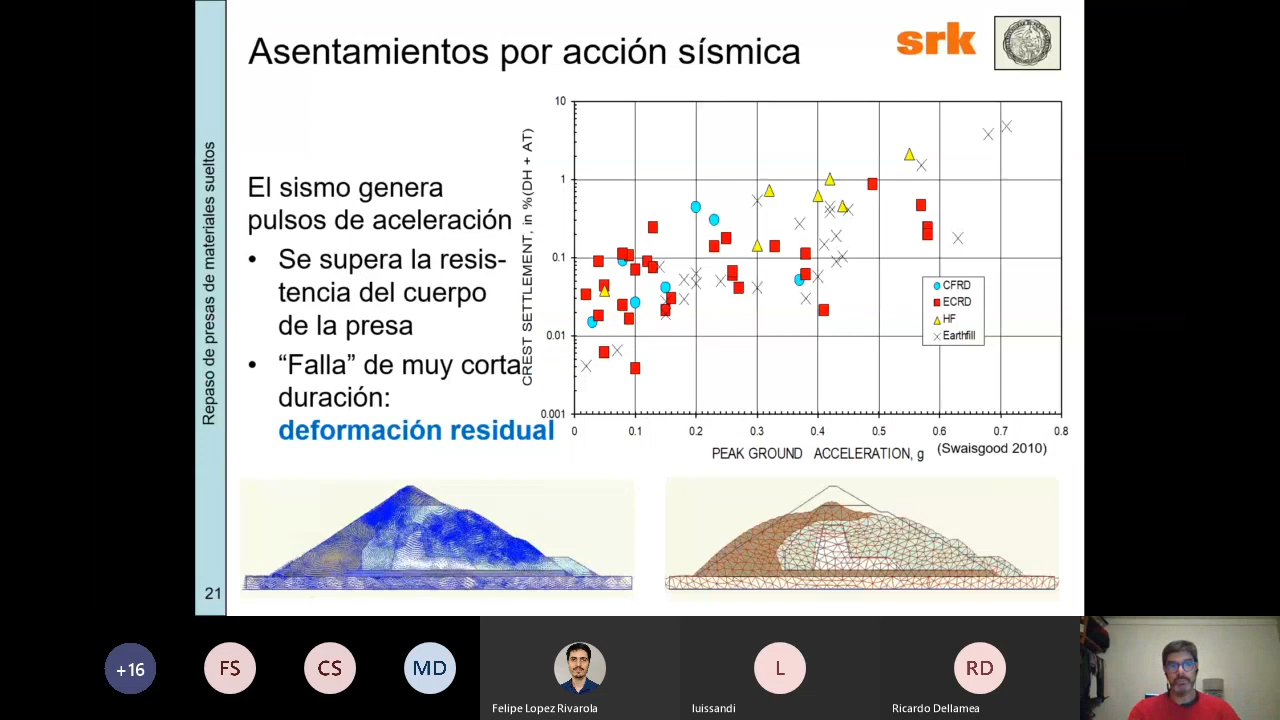 Asentamientos por acción sísmica
srk
Repaso de presas de materiales sueltos
21
El sismo genera
pulsos de aceleración
• Se supera la resis-
tencia del cuerpo
de la presa
• “Falla” de muy corta
duración:
deformación residual
CREST SETTLEMENT, in %(DH + AT)
10
1
0.1
0.01
0.001
0
0.1
0.2
0.3
0.4
0.5
0.6
0.7
0.8
PEAK GROUND ACCELERATION, g
(Swaisgood 2010)
CFRD
ECRD
HF
Earthfill
+16
FS
CS
MD
Felipe Lopez Rivarola
L
luissandi
RD
Ricardo Dellamea